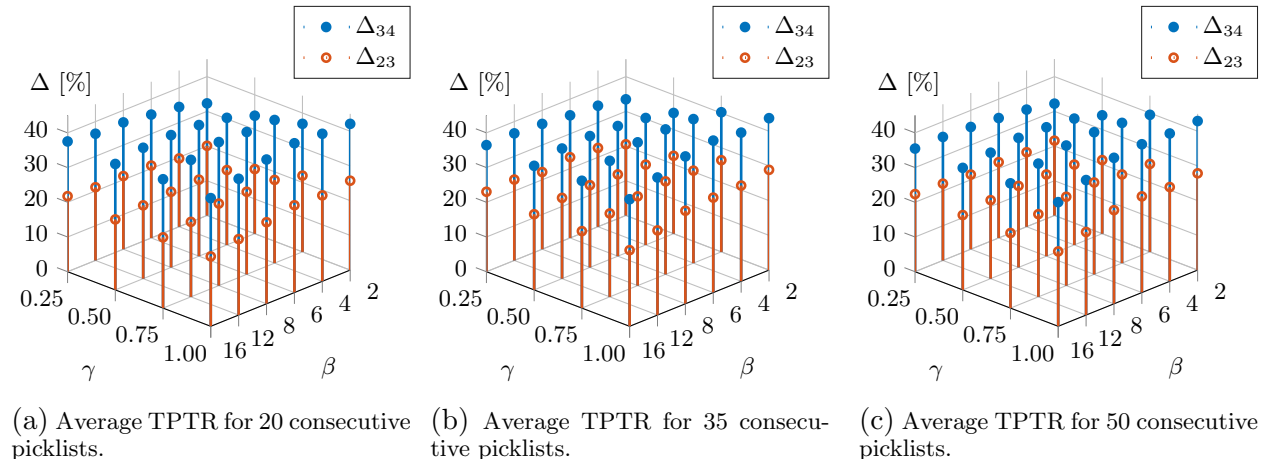 Δ₃₄
Δ₂₃
Δ [%]
40
30
20
10
0
0.25
0.50
0.75
1.00
γ
16
12
8
6
4
2
β
(a) Average TPTR for 20 consecutive
picklists.
Δ₃₄
Δ₂₃
Δ [%]
40
30
20
10
0
0.25
0.50
0.75
1.00
γ
16
12
8
6
4
2
β
(b) Average TPTR for 35 consecu-
tive picklists.
Δ₃₄
Δ₂₃
Δ [%]
40
30
20
10
0
0.25
0.50
0.75
1.00
γ
16
12
8
6
4
2
β
(c) Average TPTR for 50 consecutive
picklists.